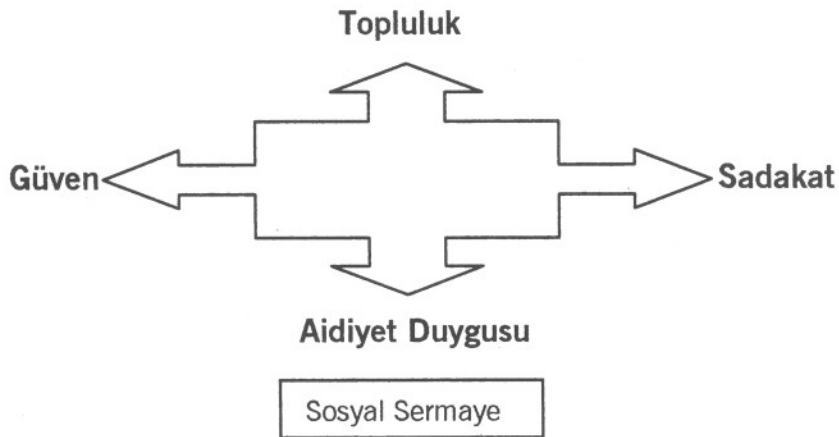 Topluluk
Güven
Sadakat
Aidiyet Duygusu
Sosyal Sermaye